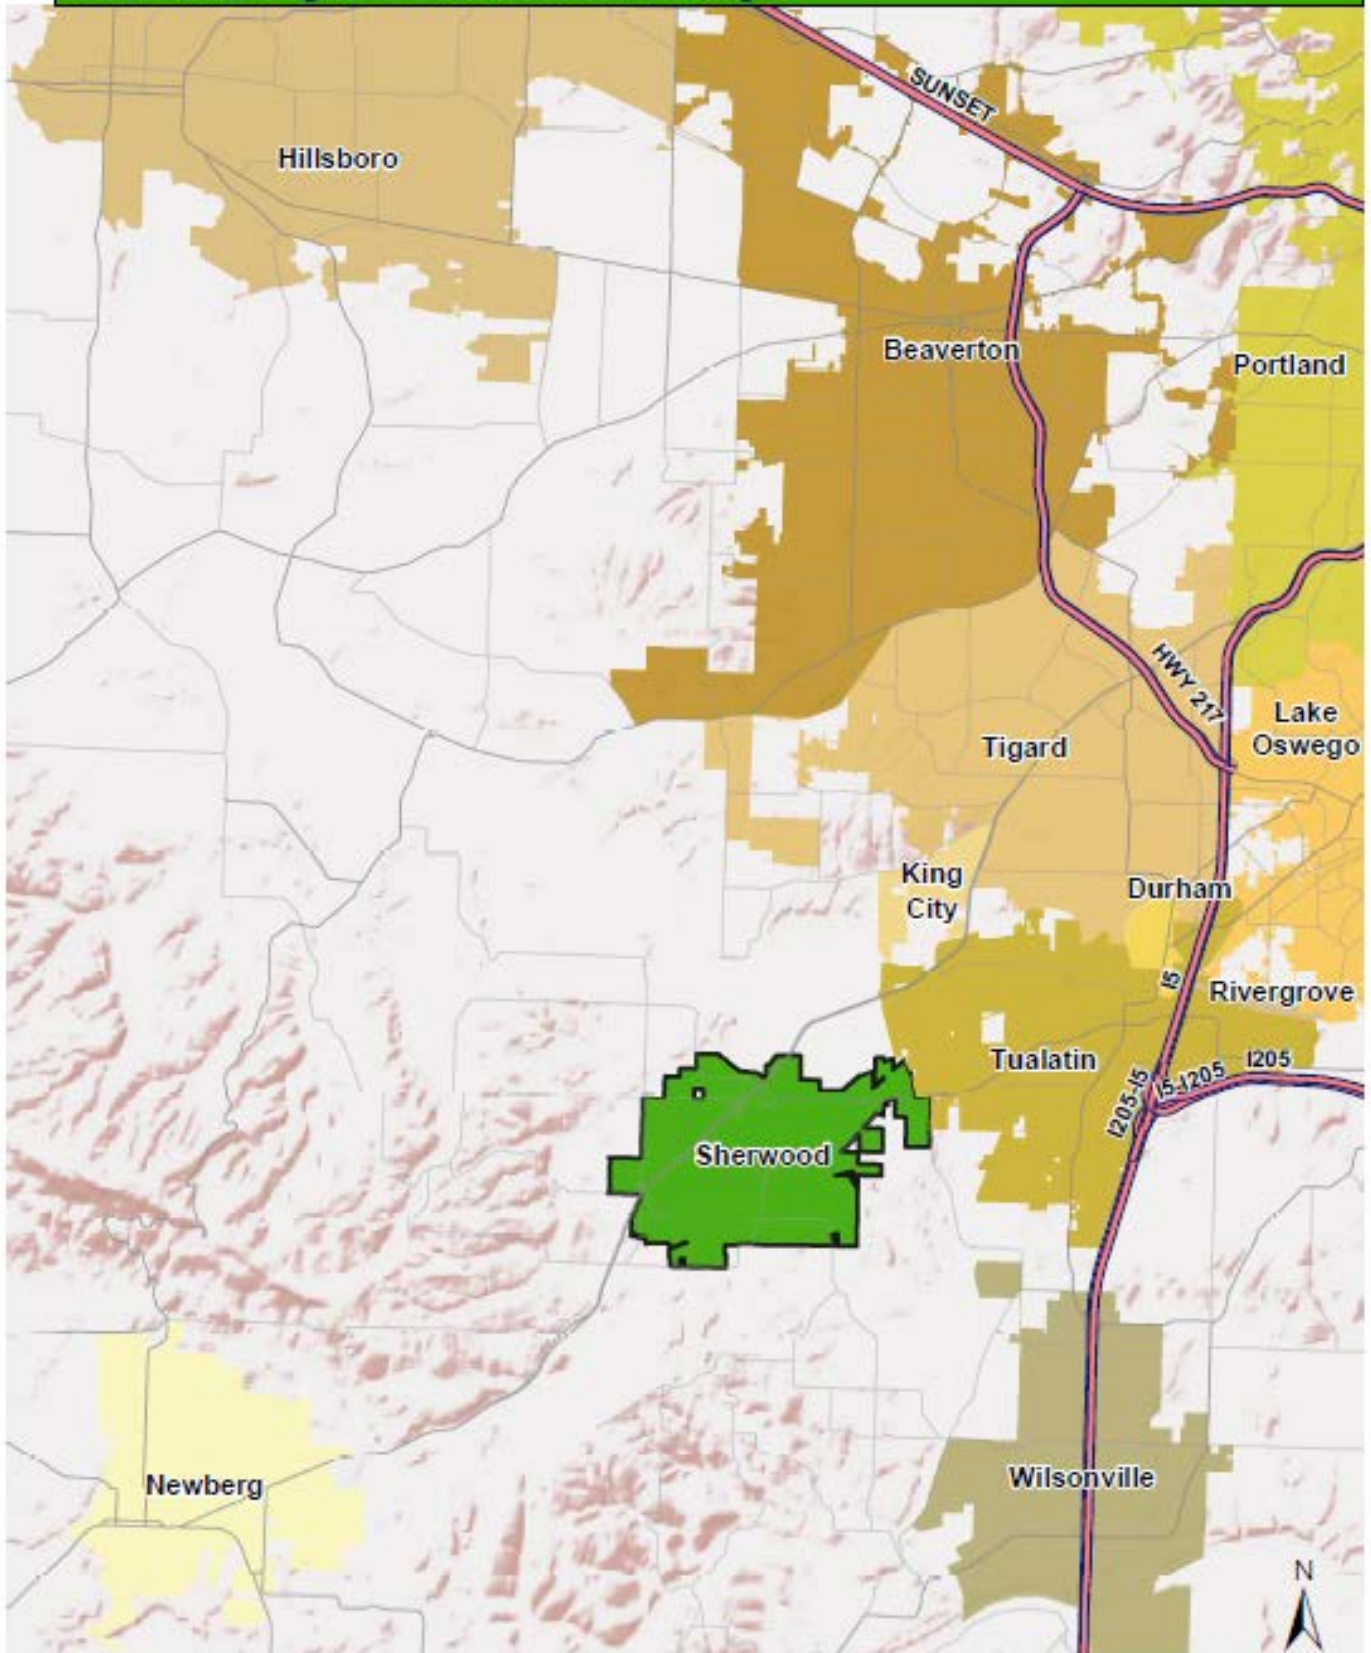 SUNSET
Hillsboro
Beaverton
Portland
HWY 217
Lake
Oswego
Tigard
King
City
Durham
I5
Rivergrove
Tualatin
I205-I5
I5-I205
I205
Sherwood
Newberg
Wilsonville
N